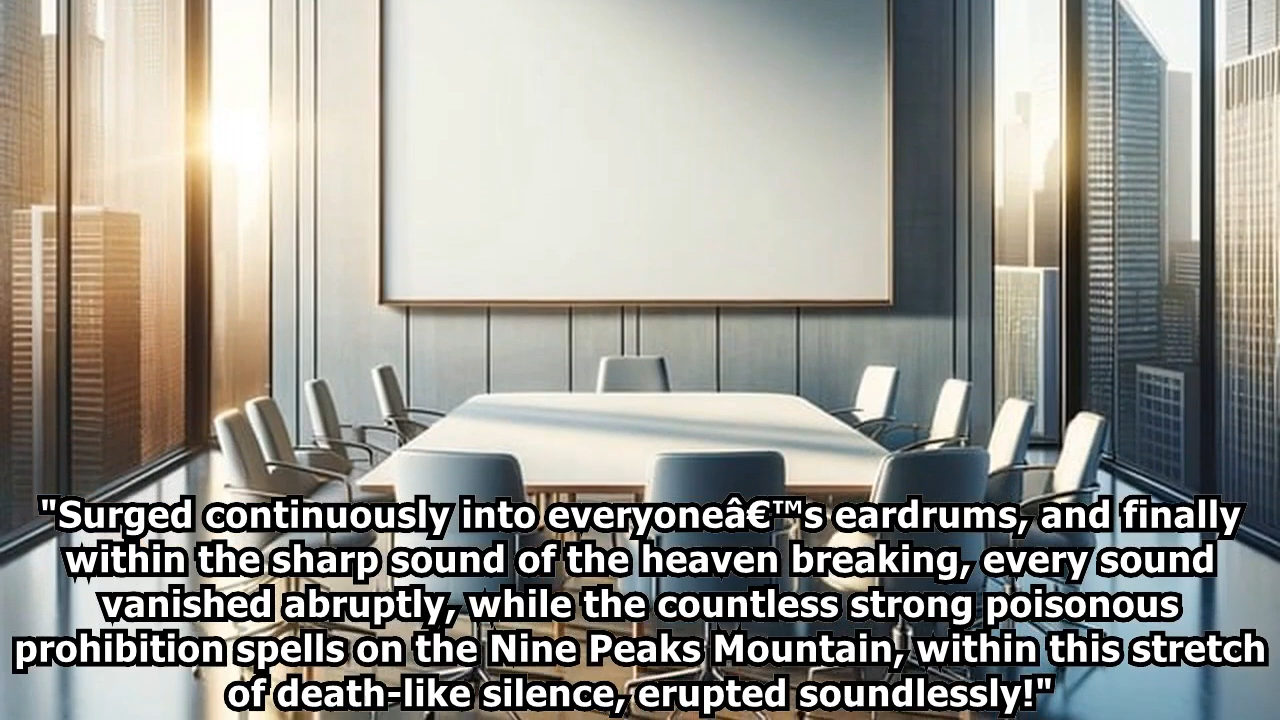 "Surged continuously into everyoneâ€™s eardrums, and finally
within the sharp sound of the heaven breaking, every sound
vanished abruptly, while the countless strong poisonous
prohibition spells on the Nine Peaks Mountain, within this stretch
of death-like silence, erupted soundlessly!"